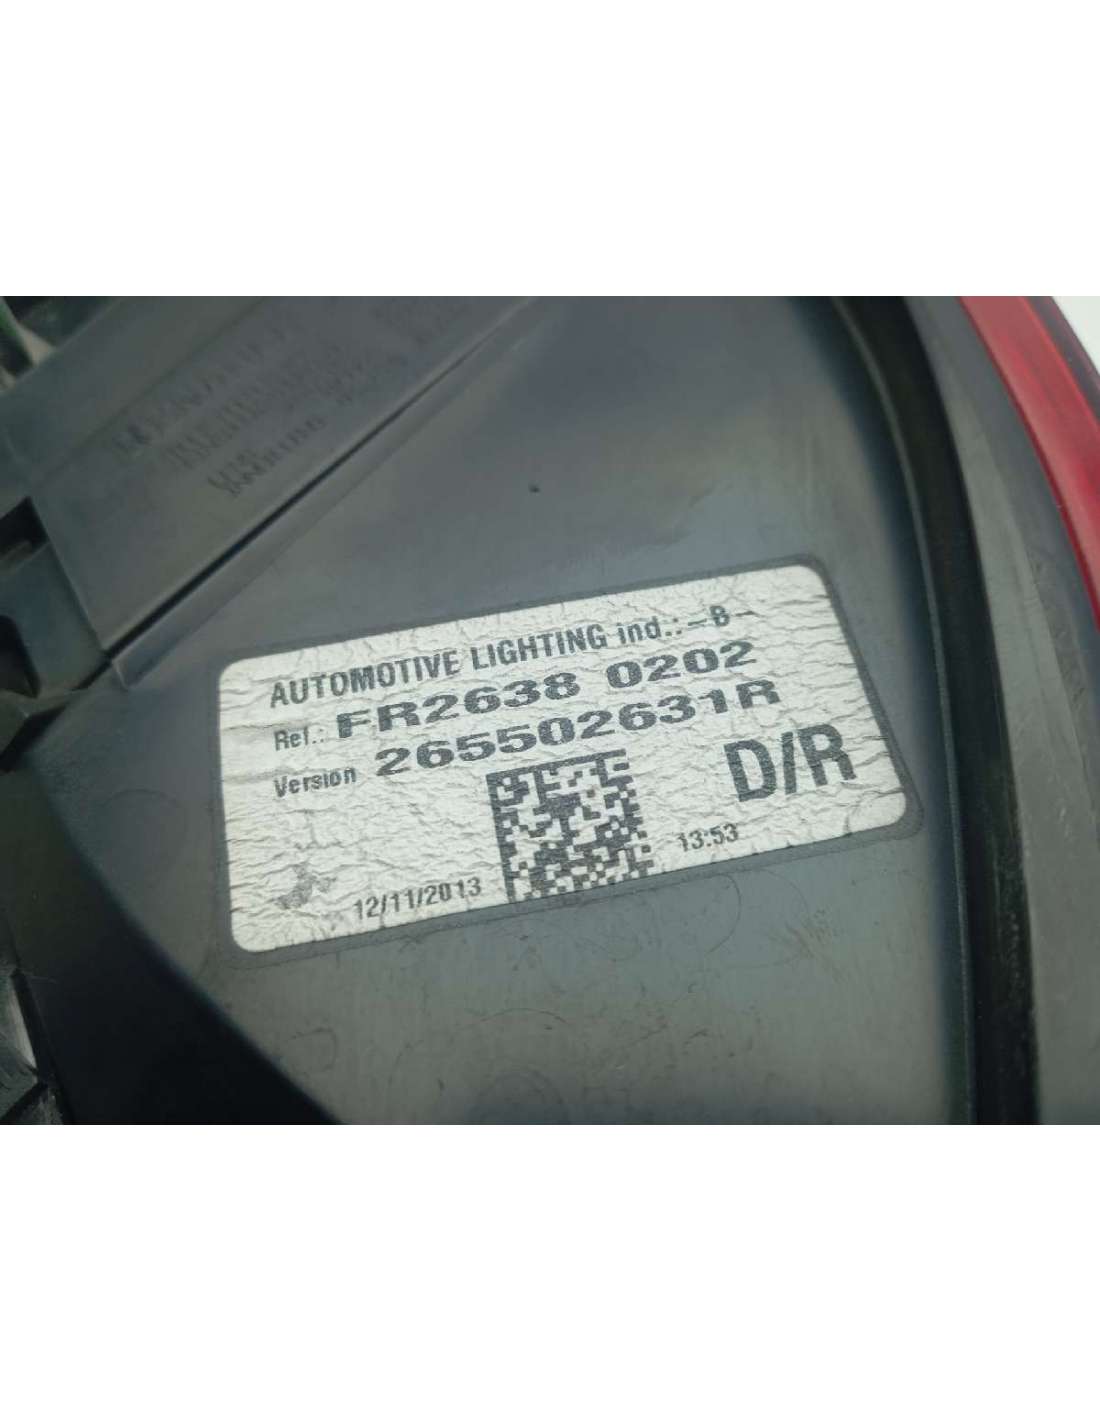 AUTOMOTIVE LIGHTING ind.: -B-
Ref.: FR2638 0202
Version 265502631R
D/R
12/11/2013
13:53